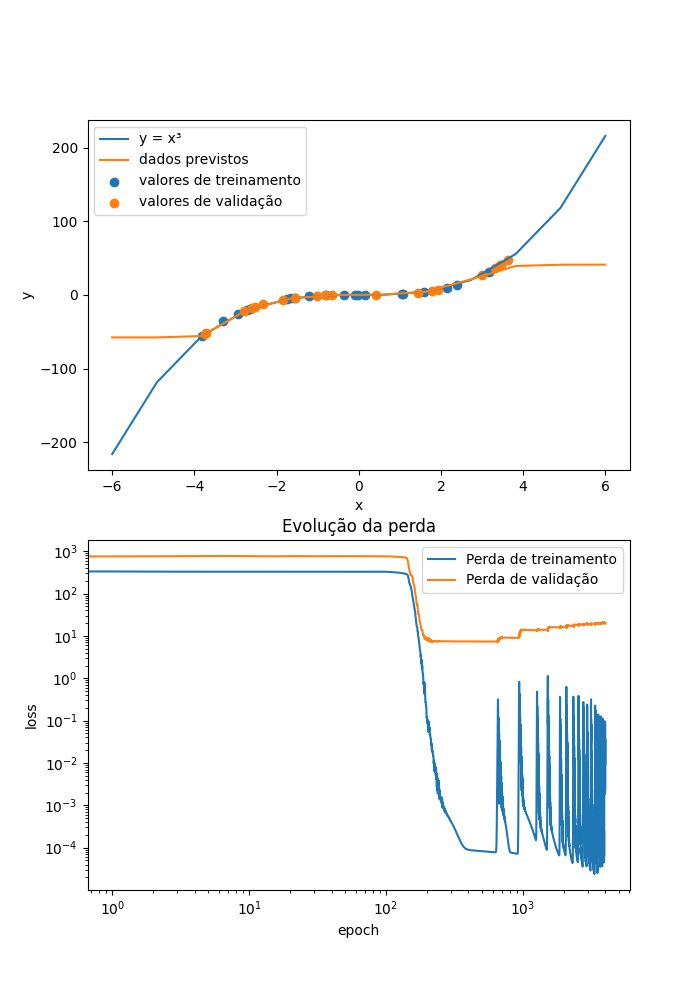 y = x³
dados previstos
valores de treinamento
valores de validação
200
100
0
−100
−200
y
−6 −4 −2 0 2 4 6
x
Evolução da perda
Perda de treinamento
Perda de validação
10³
10²
10¹
10⁰
10⁻¹
10⁻²
10⁻³
10⁻⁴
loss
10⁰ 10¹ 10² 10³
epoch